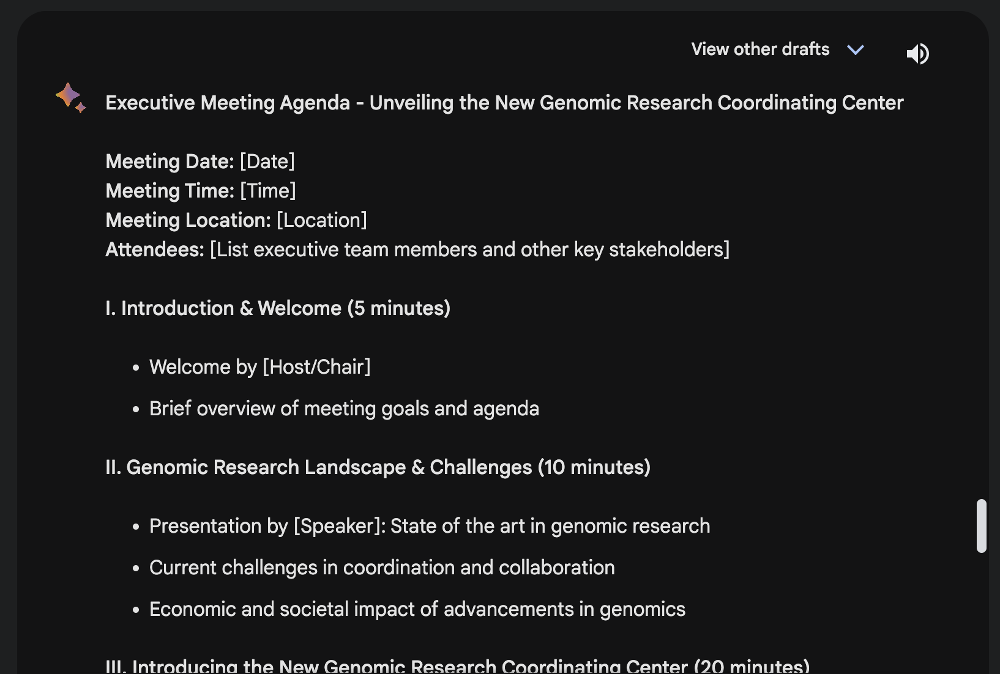 View other drafts
Executive Meeting Agenda - Unveiling the New Genomic Research Coordinating Center
Meeting Date: [Date]
Meeting Time: [Time]
Meeting Location: [Location]
Attendees: [List executive team members and other key stakeholders]
I. Introduction & Welcome (5 minutes)
• Welcome by [Host/Chair]
• Brief overview of meeting goals and agenda
II. Genomic Research Landscape & Challenges (10 minutes)
• Presentation by [Speaker]: State of the art in genomic research
• Current challenges in coordination and collaboration
• Economic and societal impact of advancements in genomics
III. Introducing the New Genomic Research Coordinating Center (20 minutes)